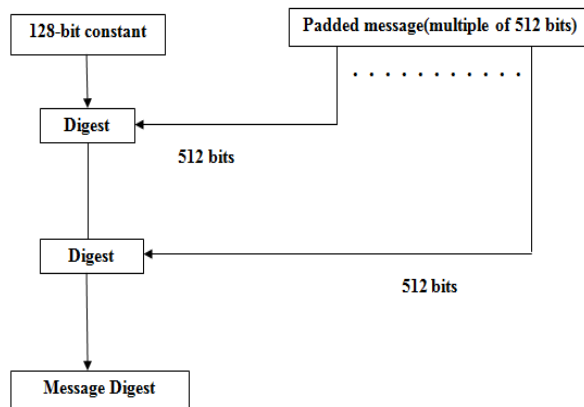 128-bit constant
Padded message(multiple of 512 bits)
Digest
512 bits
Digest
512 bits
Message Digest